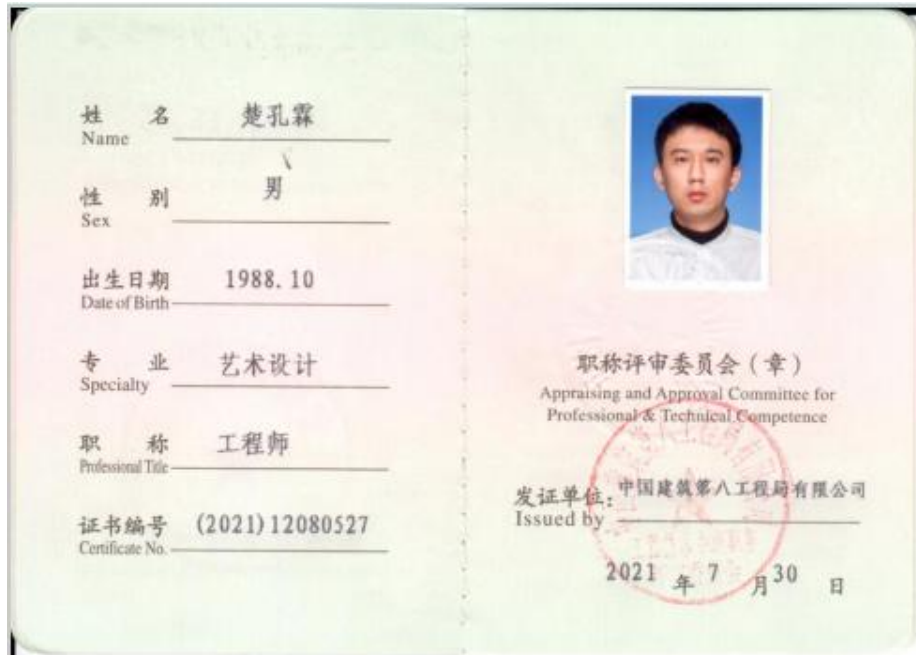 姓 名 楚孔霖
Name
性 别 男
Sex
出生日期 1988.10
Date of Birth
专 业 艺术设计
Specialty
职 称 工程师
Professional Title
证书编号 (2021)12080527
Certificate No.
职称评审委员会（章）
Appraising and Approval Committee for
Professional & Technical Competence
发证单位: 中国建筑第八工程局有限公司
Issued by
2021 年 7 月 30 日